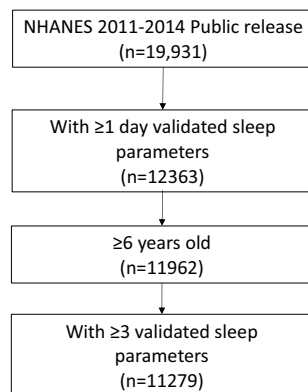 NHANES 2011-2014 Public release
(n=19,931)
With ≥1 day validated sleep
parameters
(n=12363)
≥6 years old
(n=11962)
With ≥3 validated sleep
parameters
(n=11279)